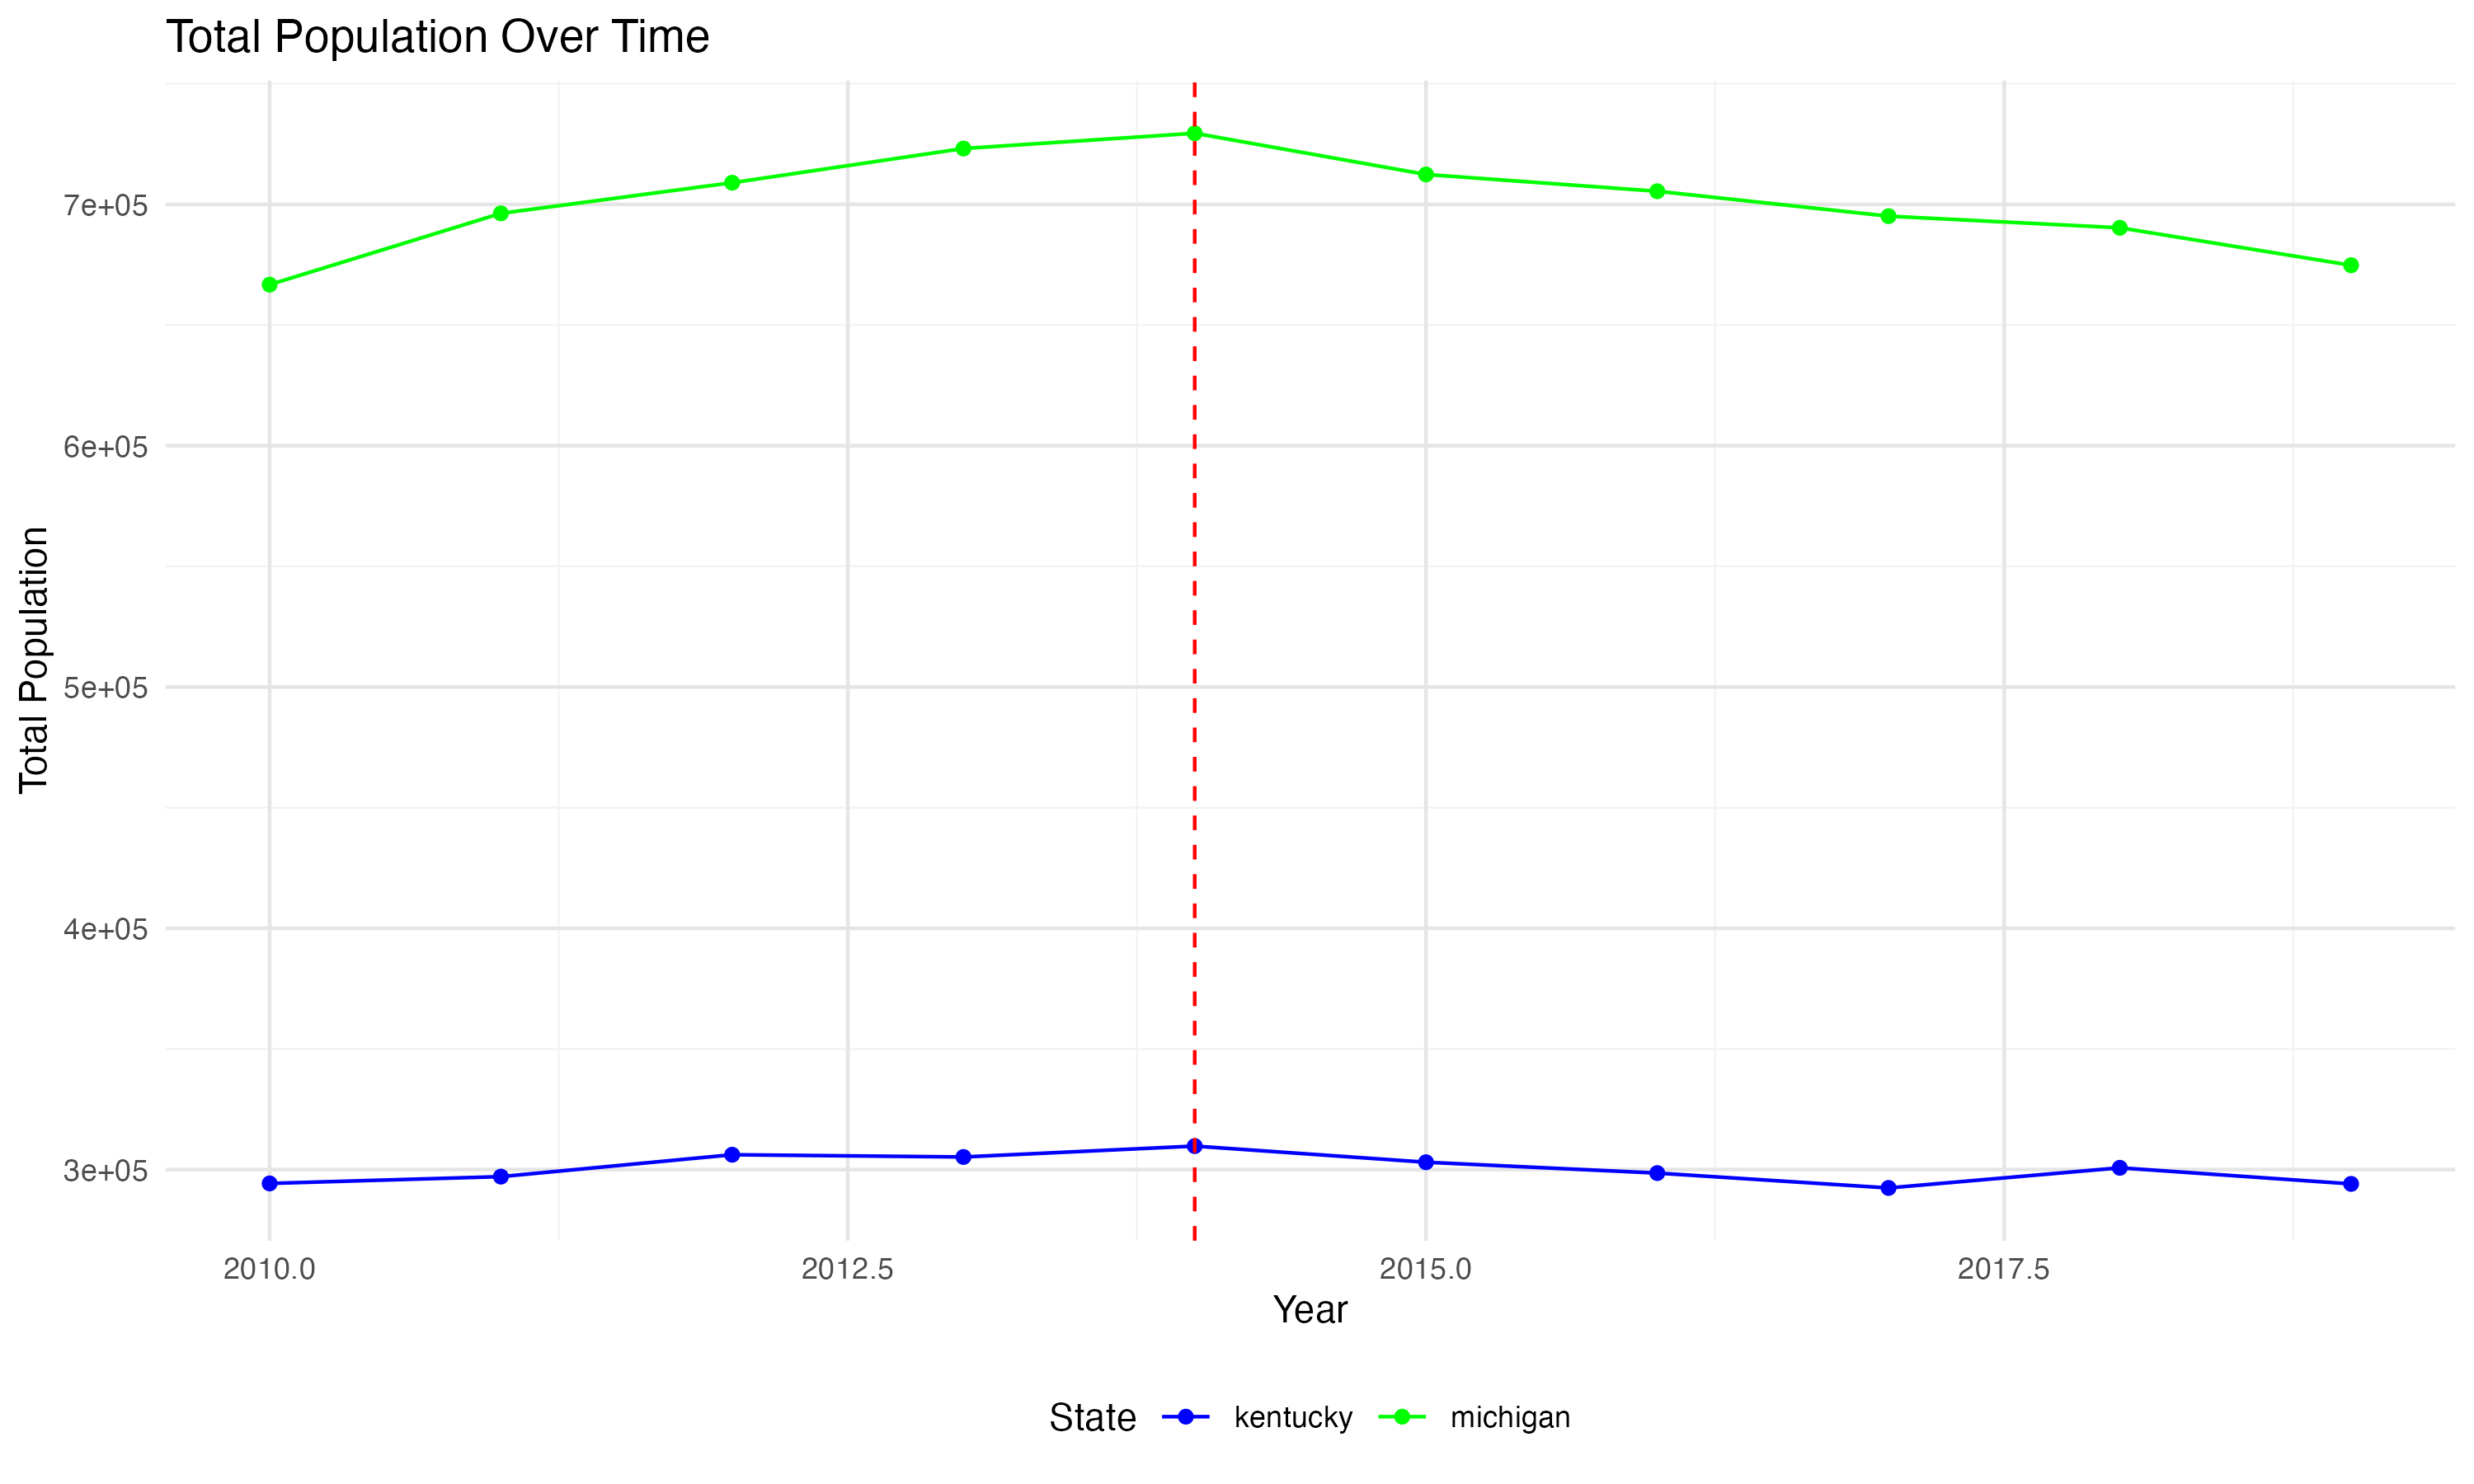 Total Population Over Time
Total Population
7e+05
6e+05
5e+05
4e+05
3e+05
2010.0 2012.5 2015.0 2017.5
Year
State kentucky michigan